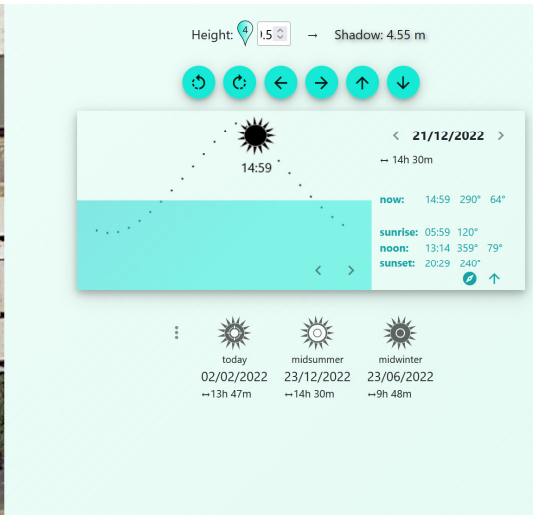 Height: 4 .5 → Shadow: 4.55 m
21/12/2022
↔ 14h 30m
14:59
now: 14:59 290° 64°
sunrise: 05:59 120°
noon: 13:14 359° 79°
sunset: 20:29 240°
today midsummer midwinter
02/02/2022 23/12/2022 23/06/2022
↔13h 47m ↔14h 30m ↔9h 48m